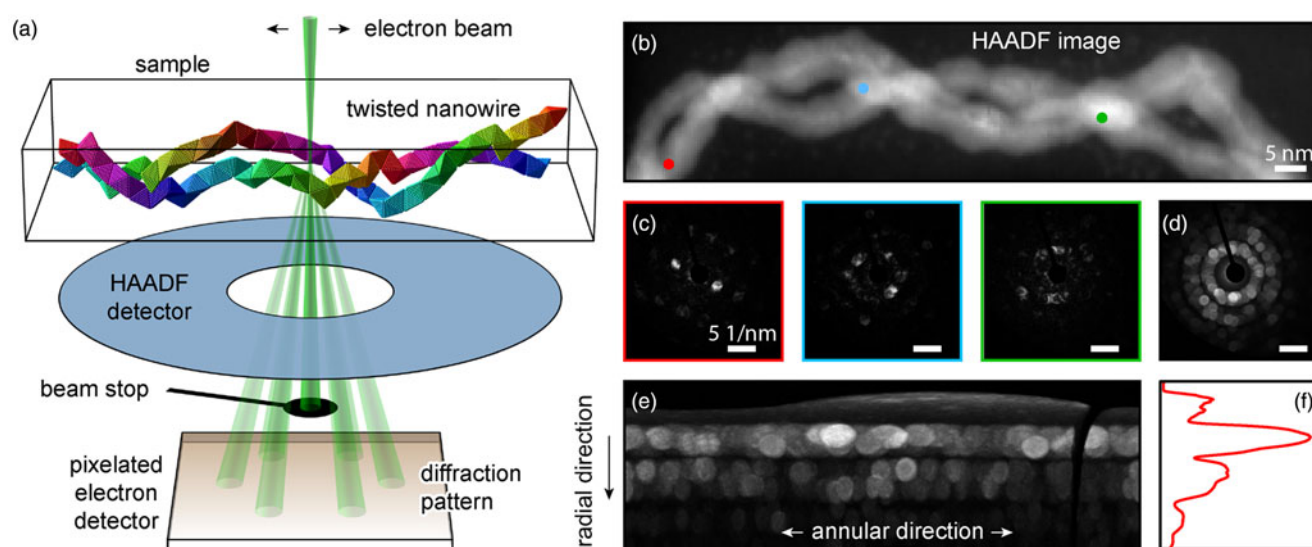 (a)
electron beam
sample
twisted nanowire
HAADF
detector
beam stop
pixelated
electron
detector
diffraction
pattern
(b)
HAADF image
5 nm
(c)
5 1/nm
(d)
(e)
radial direction
annular direction
(f)